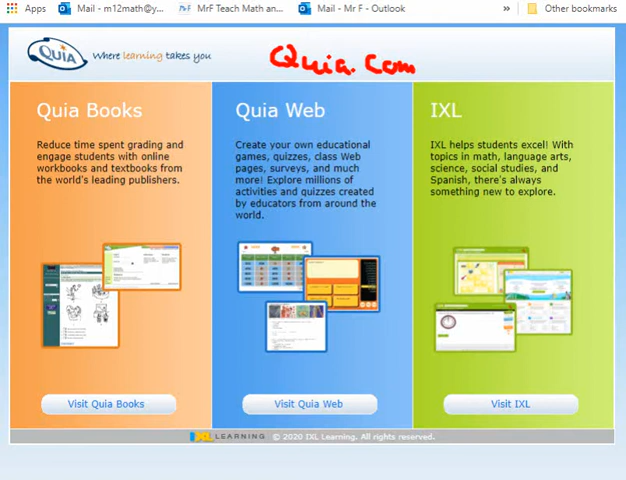 Apps Mail - m12math@y... MrF Teach Math and ... Mail - Mr F - Outlook » Other bookmarks
QUIA Where learning takes you
Quia.Com
Quia Books
Reduce time spent grading and
engage students with online
workbooks and textbooks from
the world's leading publishers.
Visit Quia Books
Quia Web
Create your own educational
games, quizzes, class Web
pages, surveys, and much
more! Explore millions of
activities and quizzes created
by educators from around the
world.
Visit Quia Web
IXL
IXL helps students excel! With
topics in math, language arts,
science, social studies, and
Spanish, there's always
something new to explore.
Visit IXL
IXL LEARNING © 2020 IXL Learning. All rights reserved.